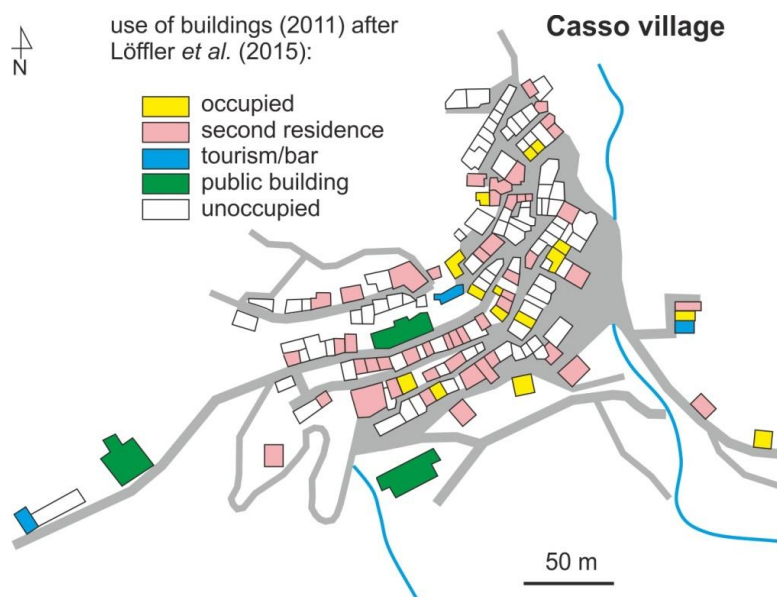 use of buildings (2011) after
Löffler et al. (2015):
Casso village
N
occupied
second residence
tourism/bar
public building
unoccupied
50 m